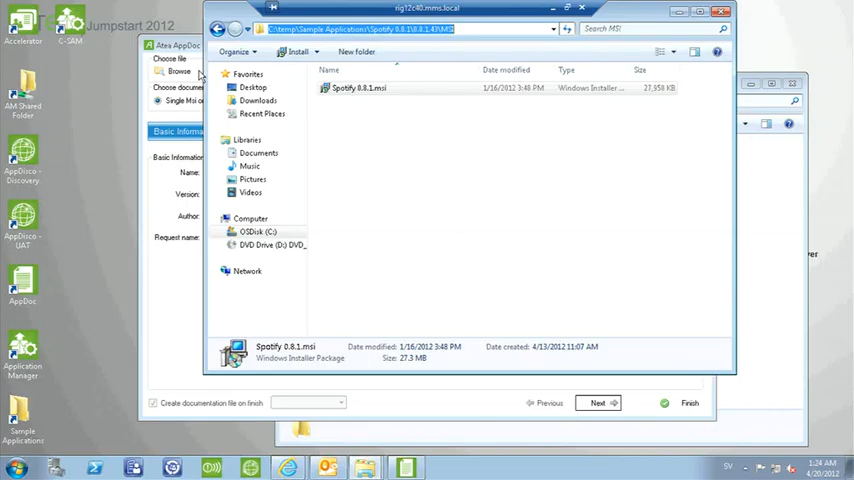 rig12c40.mms.local
C:\temp\Sample Applications\Spotify 0.8.1\0.8.1.43\MSI
Search MSI
Organize
Install
New folder
Name
Date modified
Type
Size
Spotify 0.8.1.msi
1/16/2012 3:48 PM
Windows Installer ...
27,958 KB
Favorites
Desktop
Downloads
Recent Places
Libraries
Documents
Music
Pictures
Videos
Computer
OSDisk (C:)
DVD Drive (D:) DVD_
Network
Spotify 0.8.1.msi
Date modified: 1/16/2012 3:48 PM
Date created: 4/13/2012 11:07 AM
Windows Installer Package
Size: 27.3 MB
Jumpstart 2012
Atea AppDoc
Choose file
Browse
Choose docume
Single Msi o
Basic Informa
Basic Information
Name:
Version:
Author:
Request name:
Create documentation file on finish
Previous
Next
Finish
ver
Accelerator
C-SAM
AM Shared
Folder
AppDisco -
Discovery
AppDisco -
UAT
AppDoc
Application
Manager
Sample
Applications
SV
1:24 AM
4/20/2012